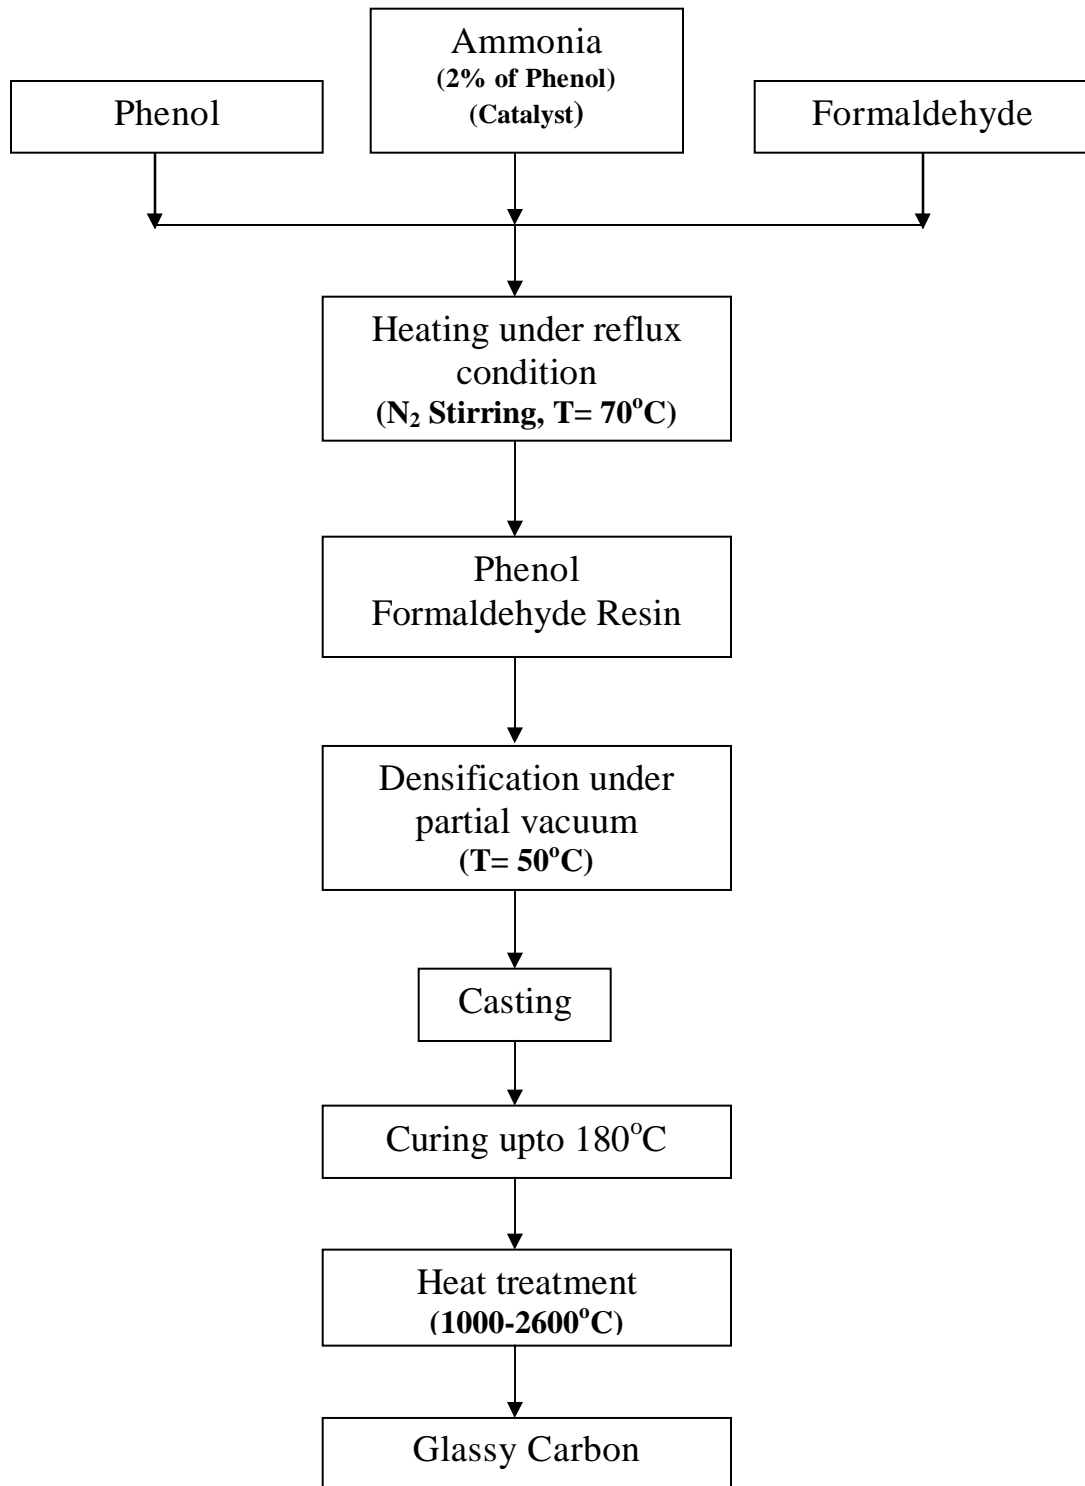 Ammonia
(2% of Phenol)
(Catalyst)
Phenol
Formaldehyde
Heating under reflux
condition
(N₂ Stirring, T= 70°C)
Phenol
Formaldehyde Resin
Densification under
partial vacuum
(T= 50°C)
Casting
Curing upto 180°C
Heat treatment
(1000-2600°C)
Glassy Carbon